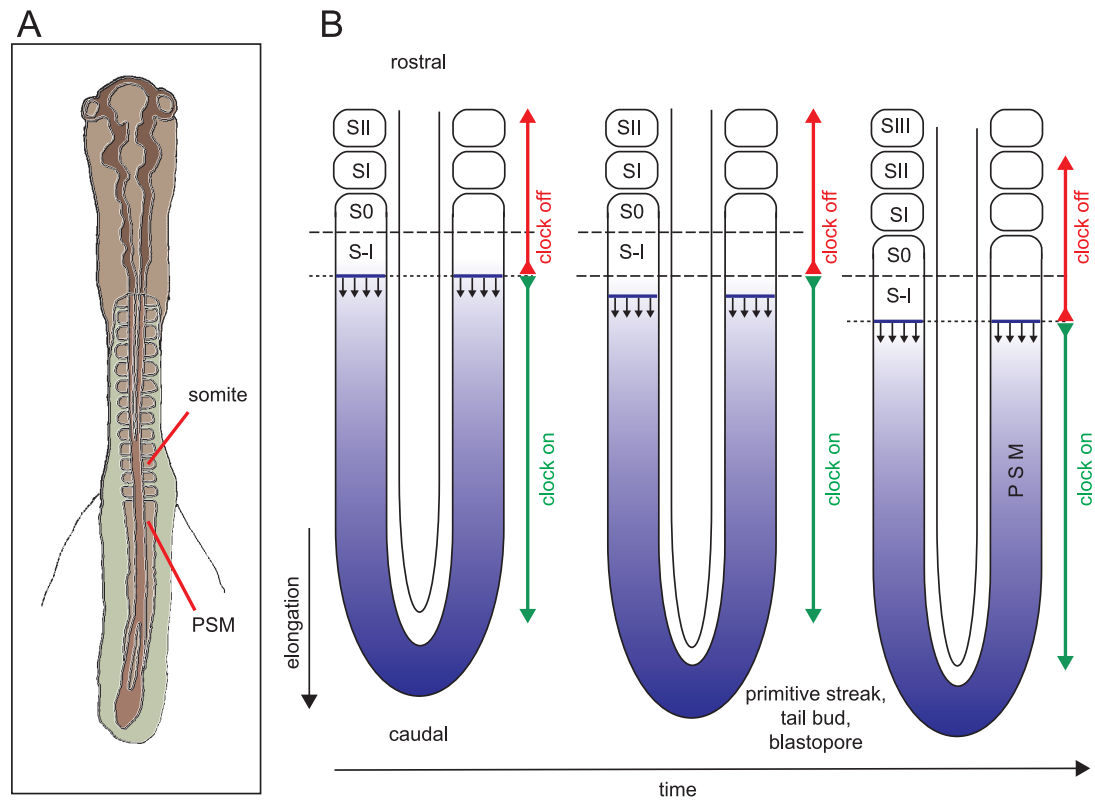 A
B
somite
PSM
rostral
SII
SI
S0
S-I
clock off
clock on
elongation
caudal
SII
SI
S0
S-I
clock off
clock on
primitive streak,
tail bud,
blastopore
SIII
SII
SI
S0
S-I
PSM
clock off
clock on
time